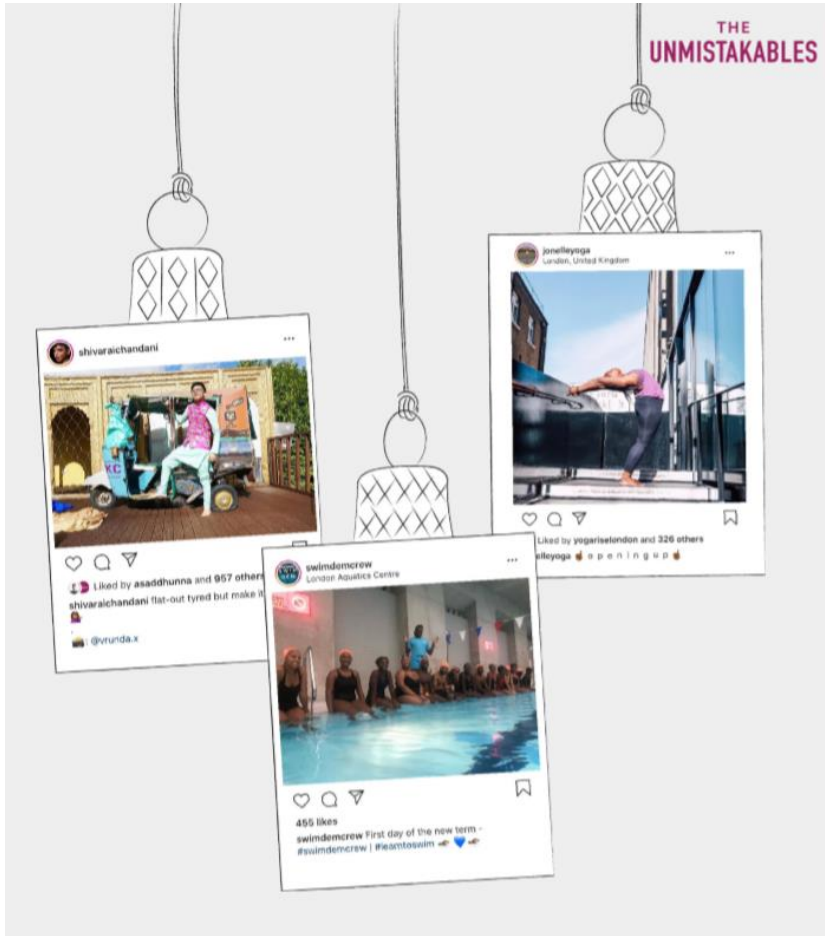 THE
UNMISTAKABLES
jonelleyoga
London, United Kingdom
Liked by yogariselondon and 326 others
elleyoga o p e n i n g u p
shivaraichandani
KC
Liked by asaddhunna and 957 others
shivaraichandani flat-out tyred but make it
| @vrunda.x
swimdemcrew
London Aquatics Centre
455 likes
swimdemcrew First day of the new term -
#swimdemcrew | #learntoswim